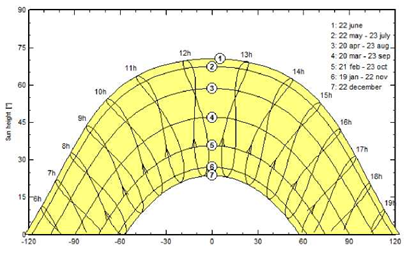 90
75
60
45
30
15
0
Sun height [°]
-120 -90 -60 -30 0 30 60 90 120
6h
7h
8h
9h
10h
11h
12h
13h
14h
15h
16h
17h
18h
19h
1
2
3
4
5
6
7
1: 22 june
2: 22 may - 23 july
3: 20 apr - 23 aug
4: 20 mar - 23 sep
5: 21 feb - 23 oct
6: 19 jan - 22 nov
7: 22 december